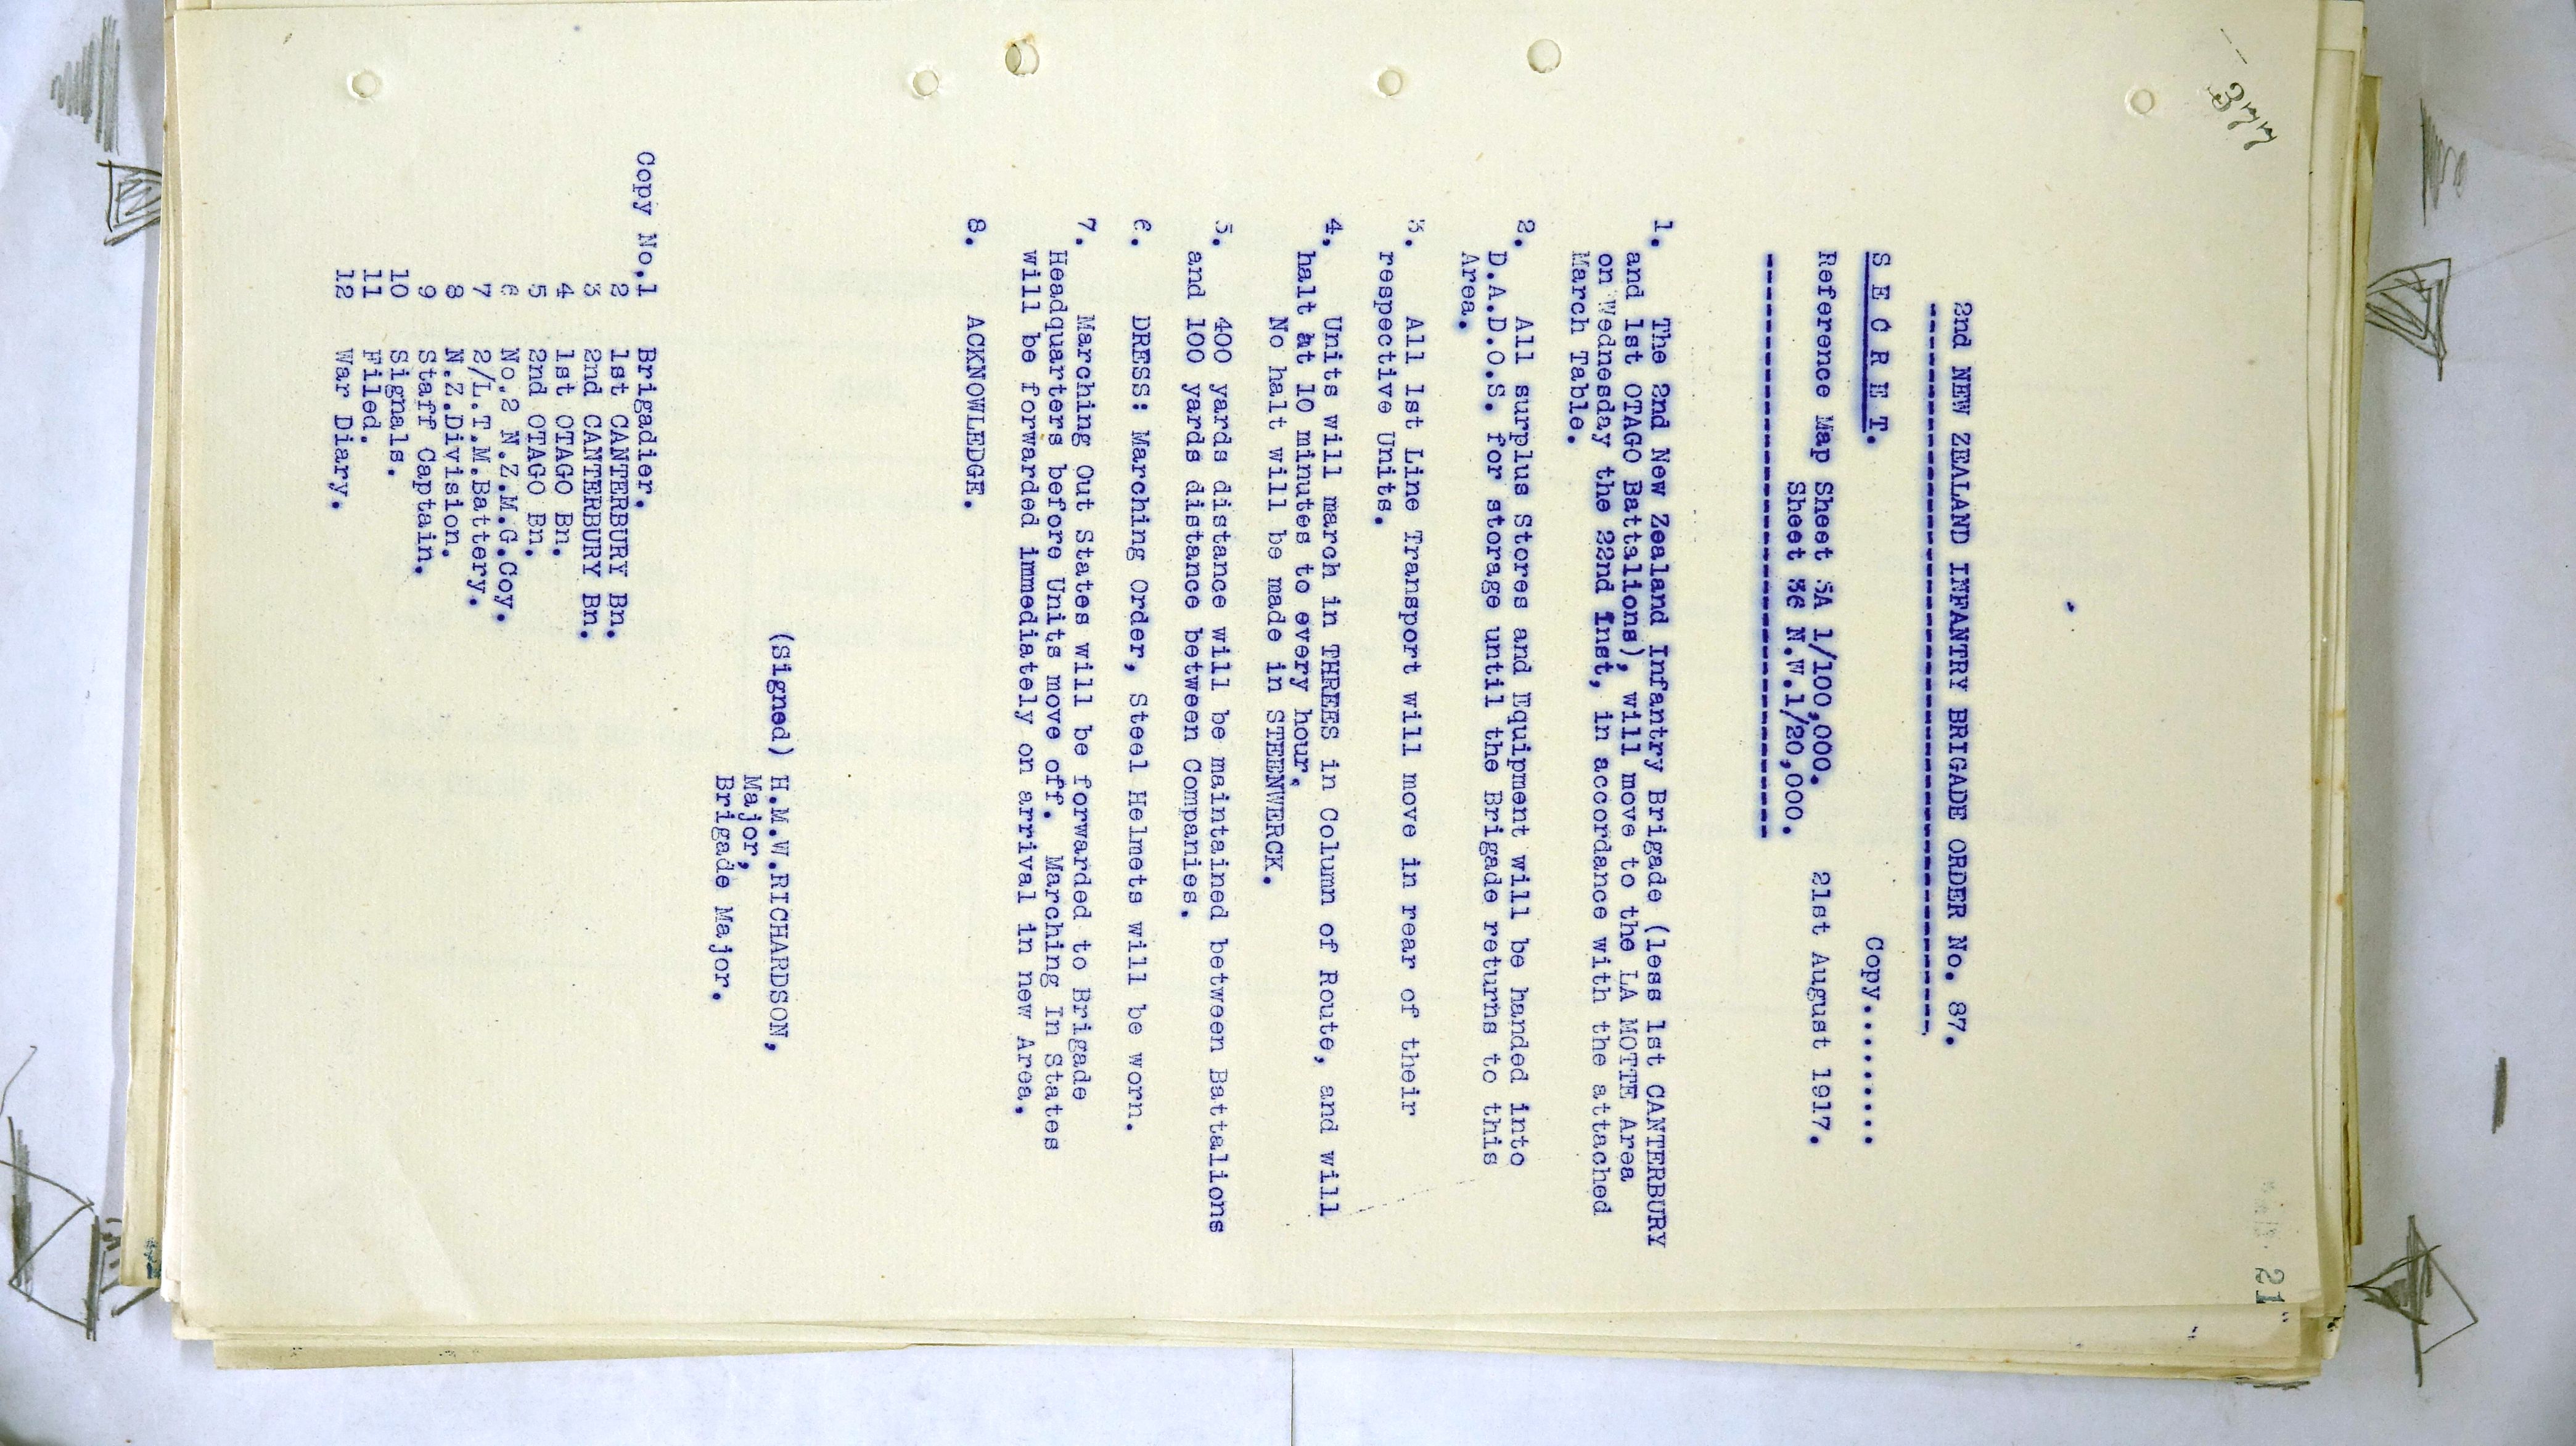 2nd NEW ZEALAND INFANTRY BRIGADE ORDER No. 87.
S E C R E T.
Copy.........
Reference Map Sheet 5A 1/100,000.
21st August 1917.
Sheet 36 N.W.1/20,000.
1. The 2nd New Zealand Infantry Brigade (less 1st CANTERBURY
and 1st OTAGO Battalions), will move to the LA MOTTE Area
on Wednesday the 22nd Inst, in accordance with the attached
March Table.
2. All surplus Stores and Equipment will be handed into
D.A.D.O.S. for storage until the Brigade returns to this
Area.
3. All 1st Line Transport will move in rear of their
respective Units.
4. Units will march in THREES in Column of Route, and will
halt at 10 minutes to every hour.
No halt will be made in STEENWERCK.
5. 400 yards distance will be maintained between Battalions
and 100 yards distance between Companies.
6. DRESS: Marching Order, Steel Helmets will be worn.
7. Marching Out States will be forwarded to Brigade
Headquarters before Units move off. Marching In States
will be forwarded immediately on arrival in new Area.
8. ACKNOWLEDGE.
(Signed) H.M.W.RICHARDSON,
Major,
Brigade Major.
Copy No.1 Brigadier.
2 1st CANTERBURY Bn.
3 2nd CANTERBURY Bn.
4 1st OTAGO Bn.
5 2nd OTAGO Bn.
6 No.2 N.Z.M.G.Coy.
7 2/L.T.M.Battery.
8 N.Z.Division.
9 Staff Captain.
10 Signals.
11 Filed.
12 War Diary.
21